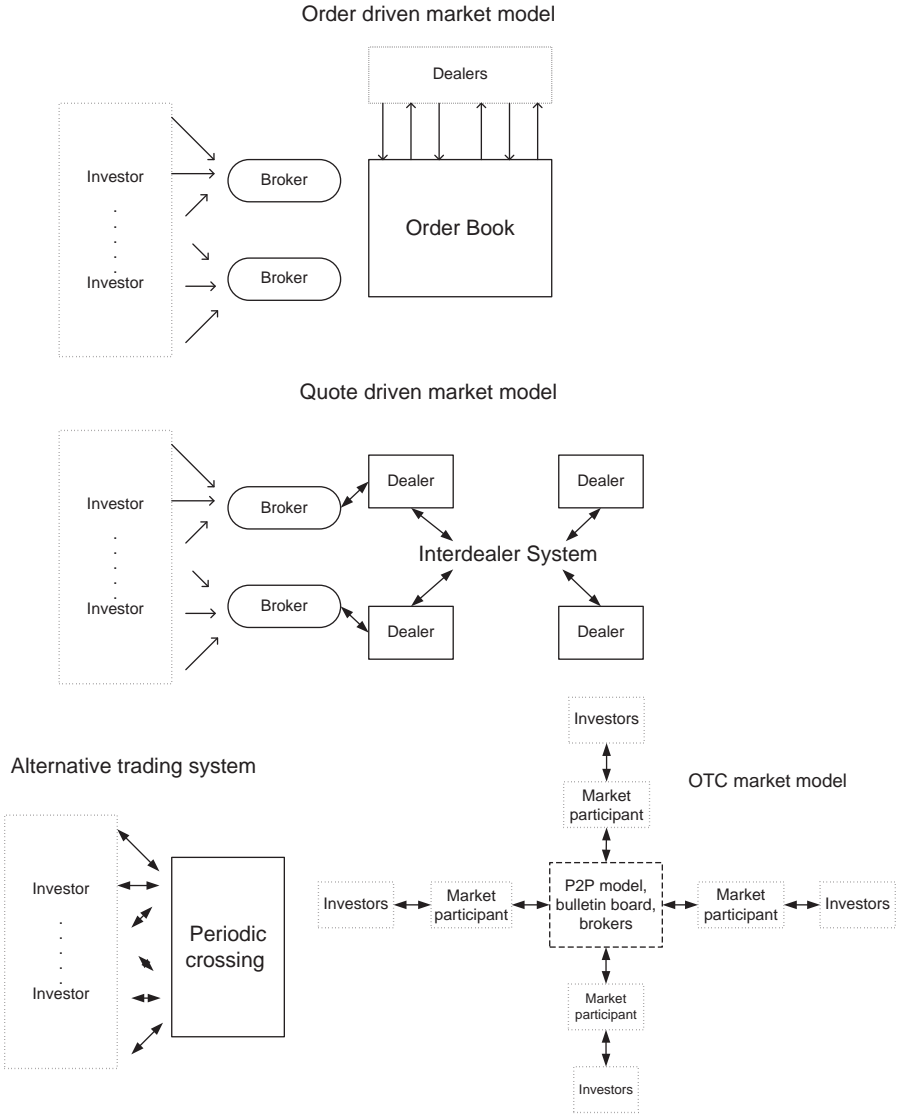 Order driven market model
Dealers
Investor
Broker
Order Book
Investor
Broker
Quote driven market model
Investor
Broker
Dealer
Dealer
Interdealer System
Investor
Broker
Dealer
Dealer
Alternative trading system
Investor
Periodic
crossing
Investor
OTC market model
Investors
Market
participant
Investors
Market
participant
P2P model,
bulletin board,
brokers
Market
participant
Investors
Market
participant
Investors